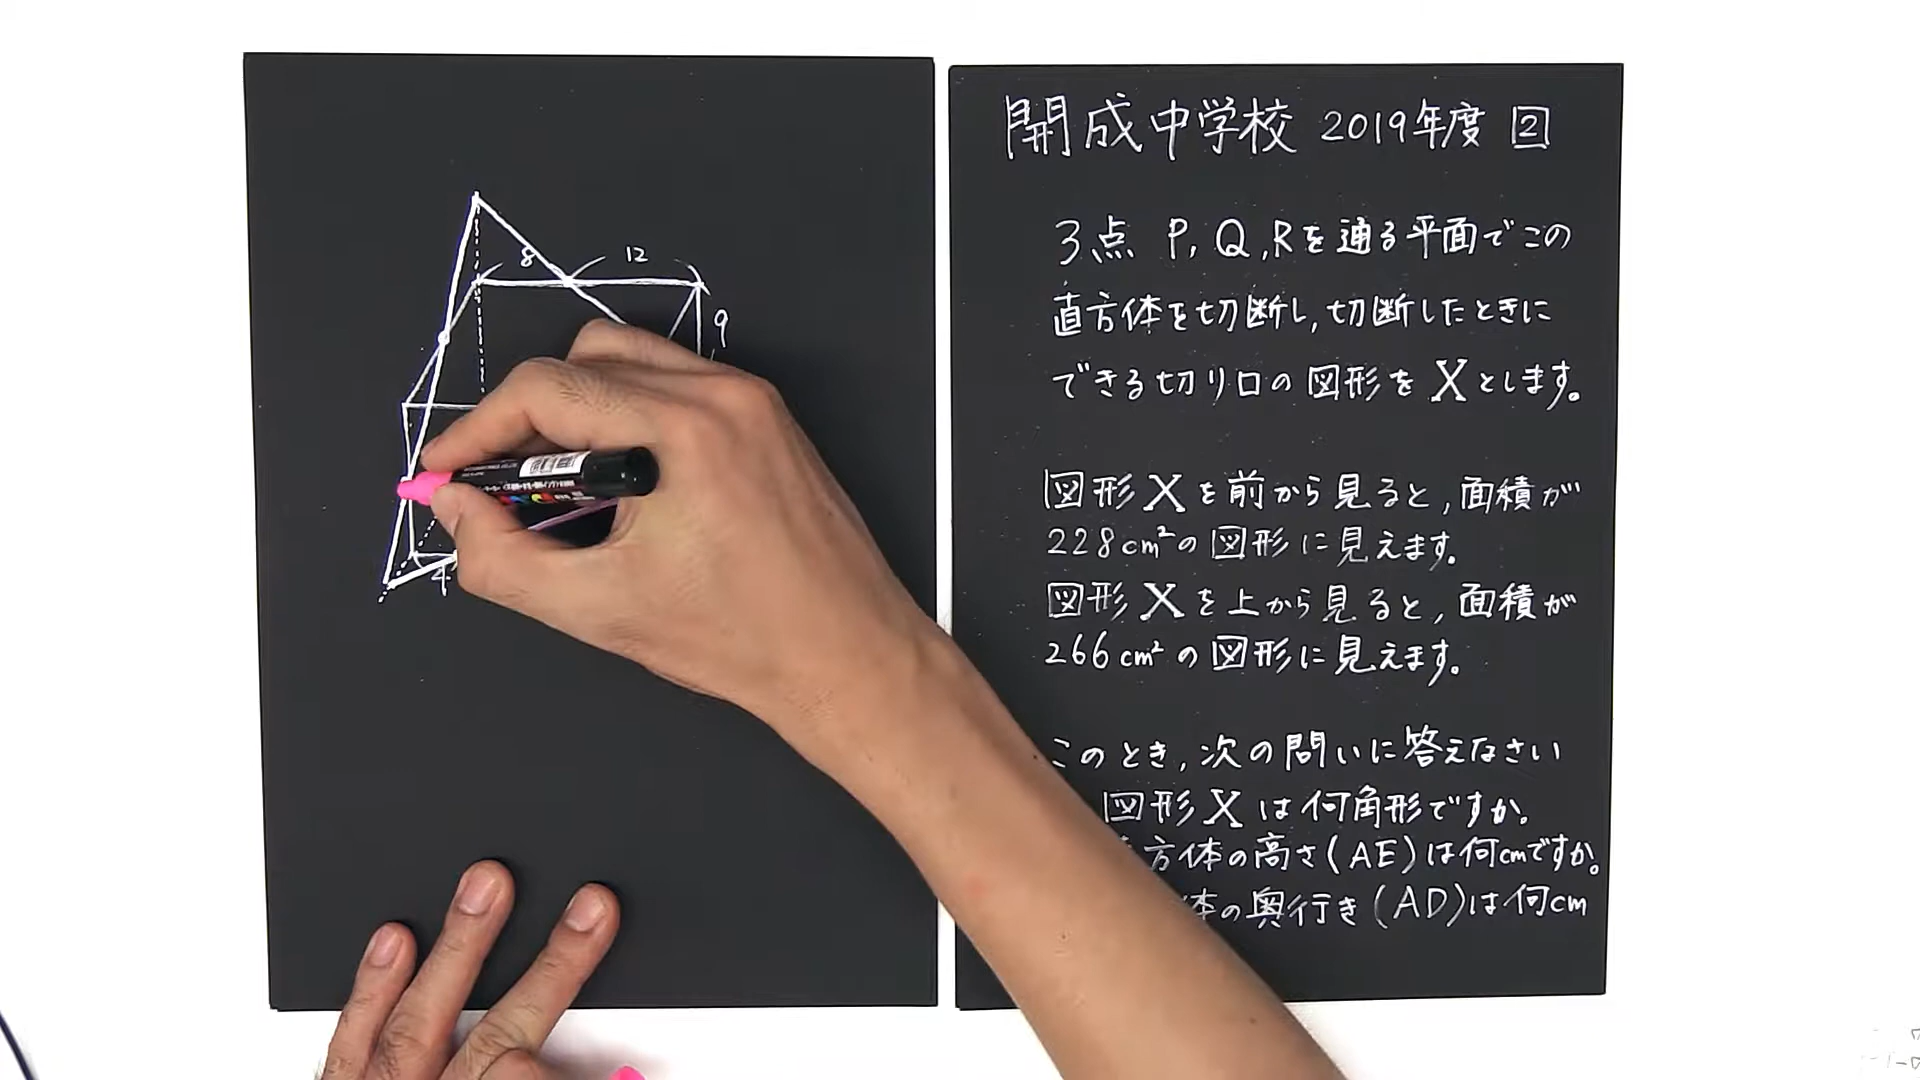 8
12
9
4
開成中学校 2019年度 2
3点 P, Q, Rを通る平面でこの
直方体を切断し, 切断したときに
できる切り口の図形をXとします。
図形Xを前から見ると, 面積が
228cm²の図形に見えます。
図形Xを上から見ると, 面積が
266cm²の図形に見えます。
このとき, 次の問いに答えなさい
図形Xは何角形ですか。
方体の高さ(AE)は何cmですか。
体の奥行き(AD)は何cm